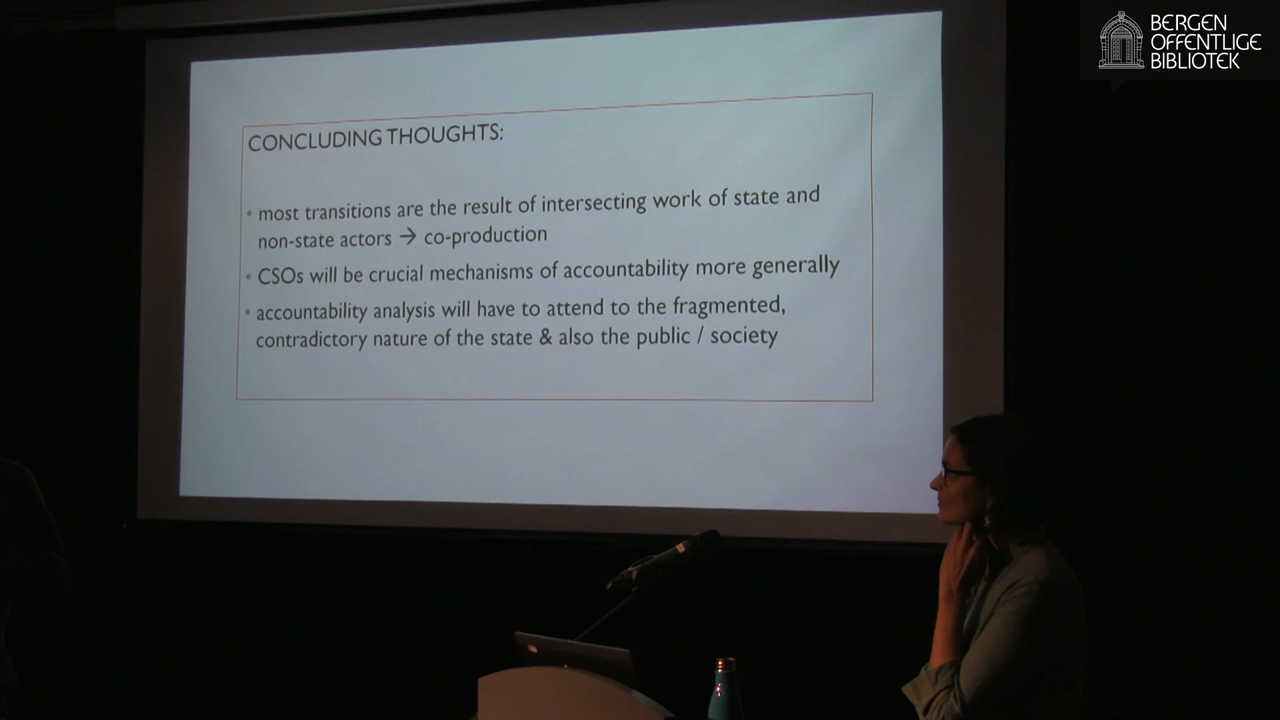 BERGEN
OFFENTLIGE
BIBLIOTEK
CONCLUDING THOUGHTS:
• most transitions are the result of intersecting work of state and
non-state actors → co-production
• CSOs will be crucial mechanisms of accountability more generally
• accountability analysis will have to attend to the fragmented,
contradictory nature of the state & also the public / society